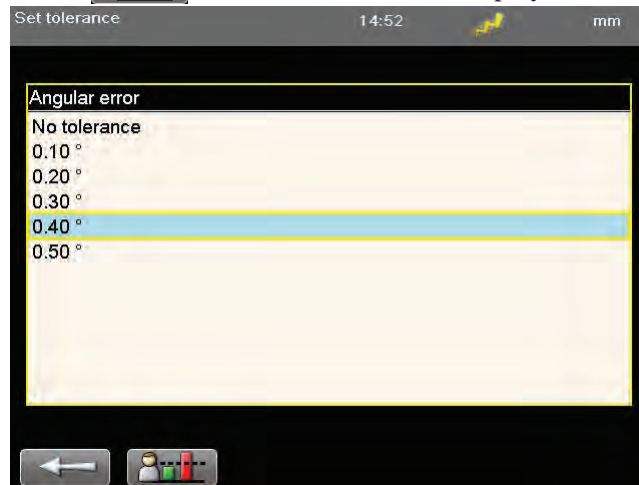 Set tolerance 14:52 mm
Angular error
No tolerance
0.10 °
0.20 °
0.30 °
0.40 °
0.50 °